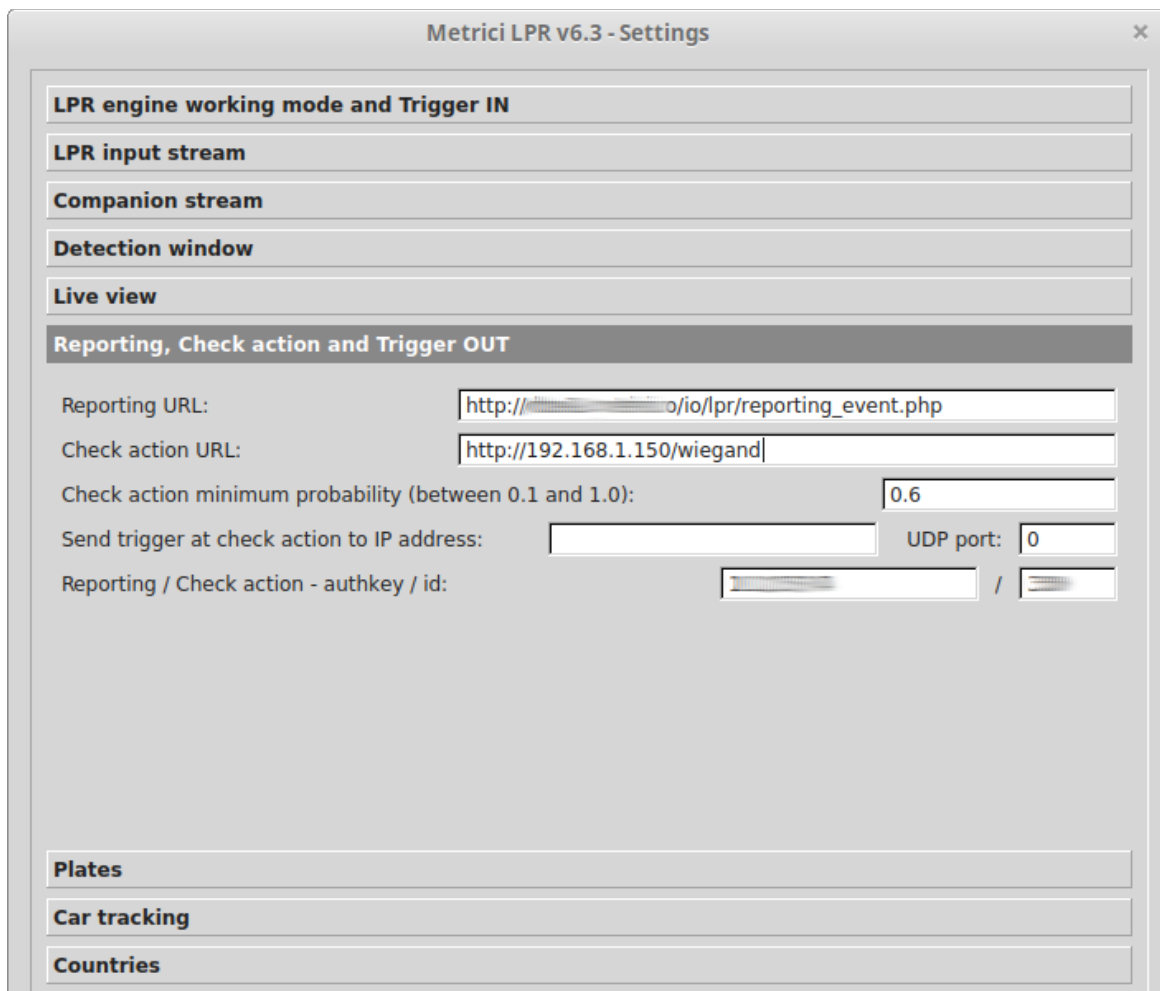 Metrici LPR v6.3 - Settings
LPR engine working mode and Trigger IN
LPR input stream
Companion stream
Detection window
Live view
Reporting, Check action and Trigger OUT
Reporting URL: http:// o/io/lpr/reporting_event.php
Check action URL: http://192.168.1.150/wiegand
Check action minimum probability (between 0.1 and 1.0): 0.6
Send trigger at check action to IP address: UDP port: 0
Reporting / Check action - authkey / id: 1 /
Plates
Car tracking
Countries